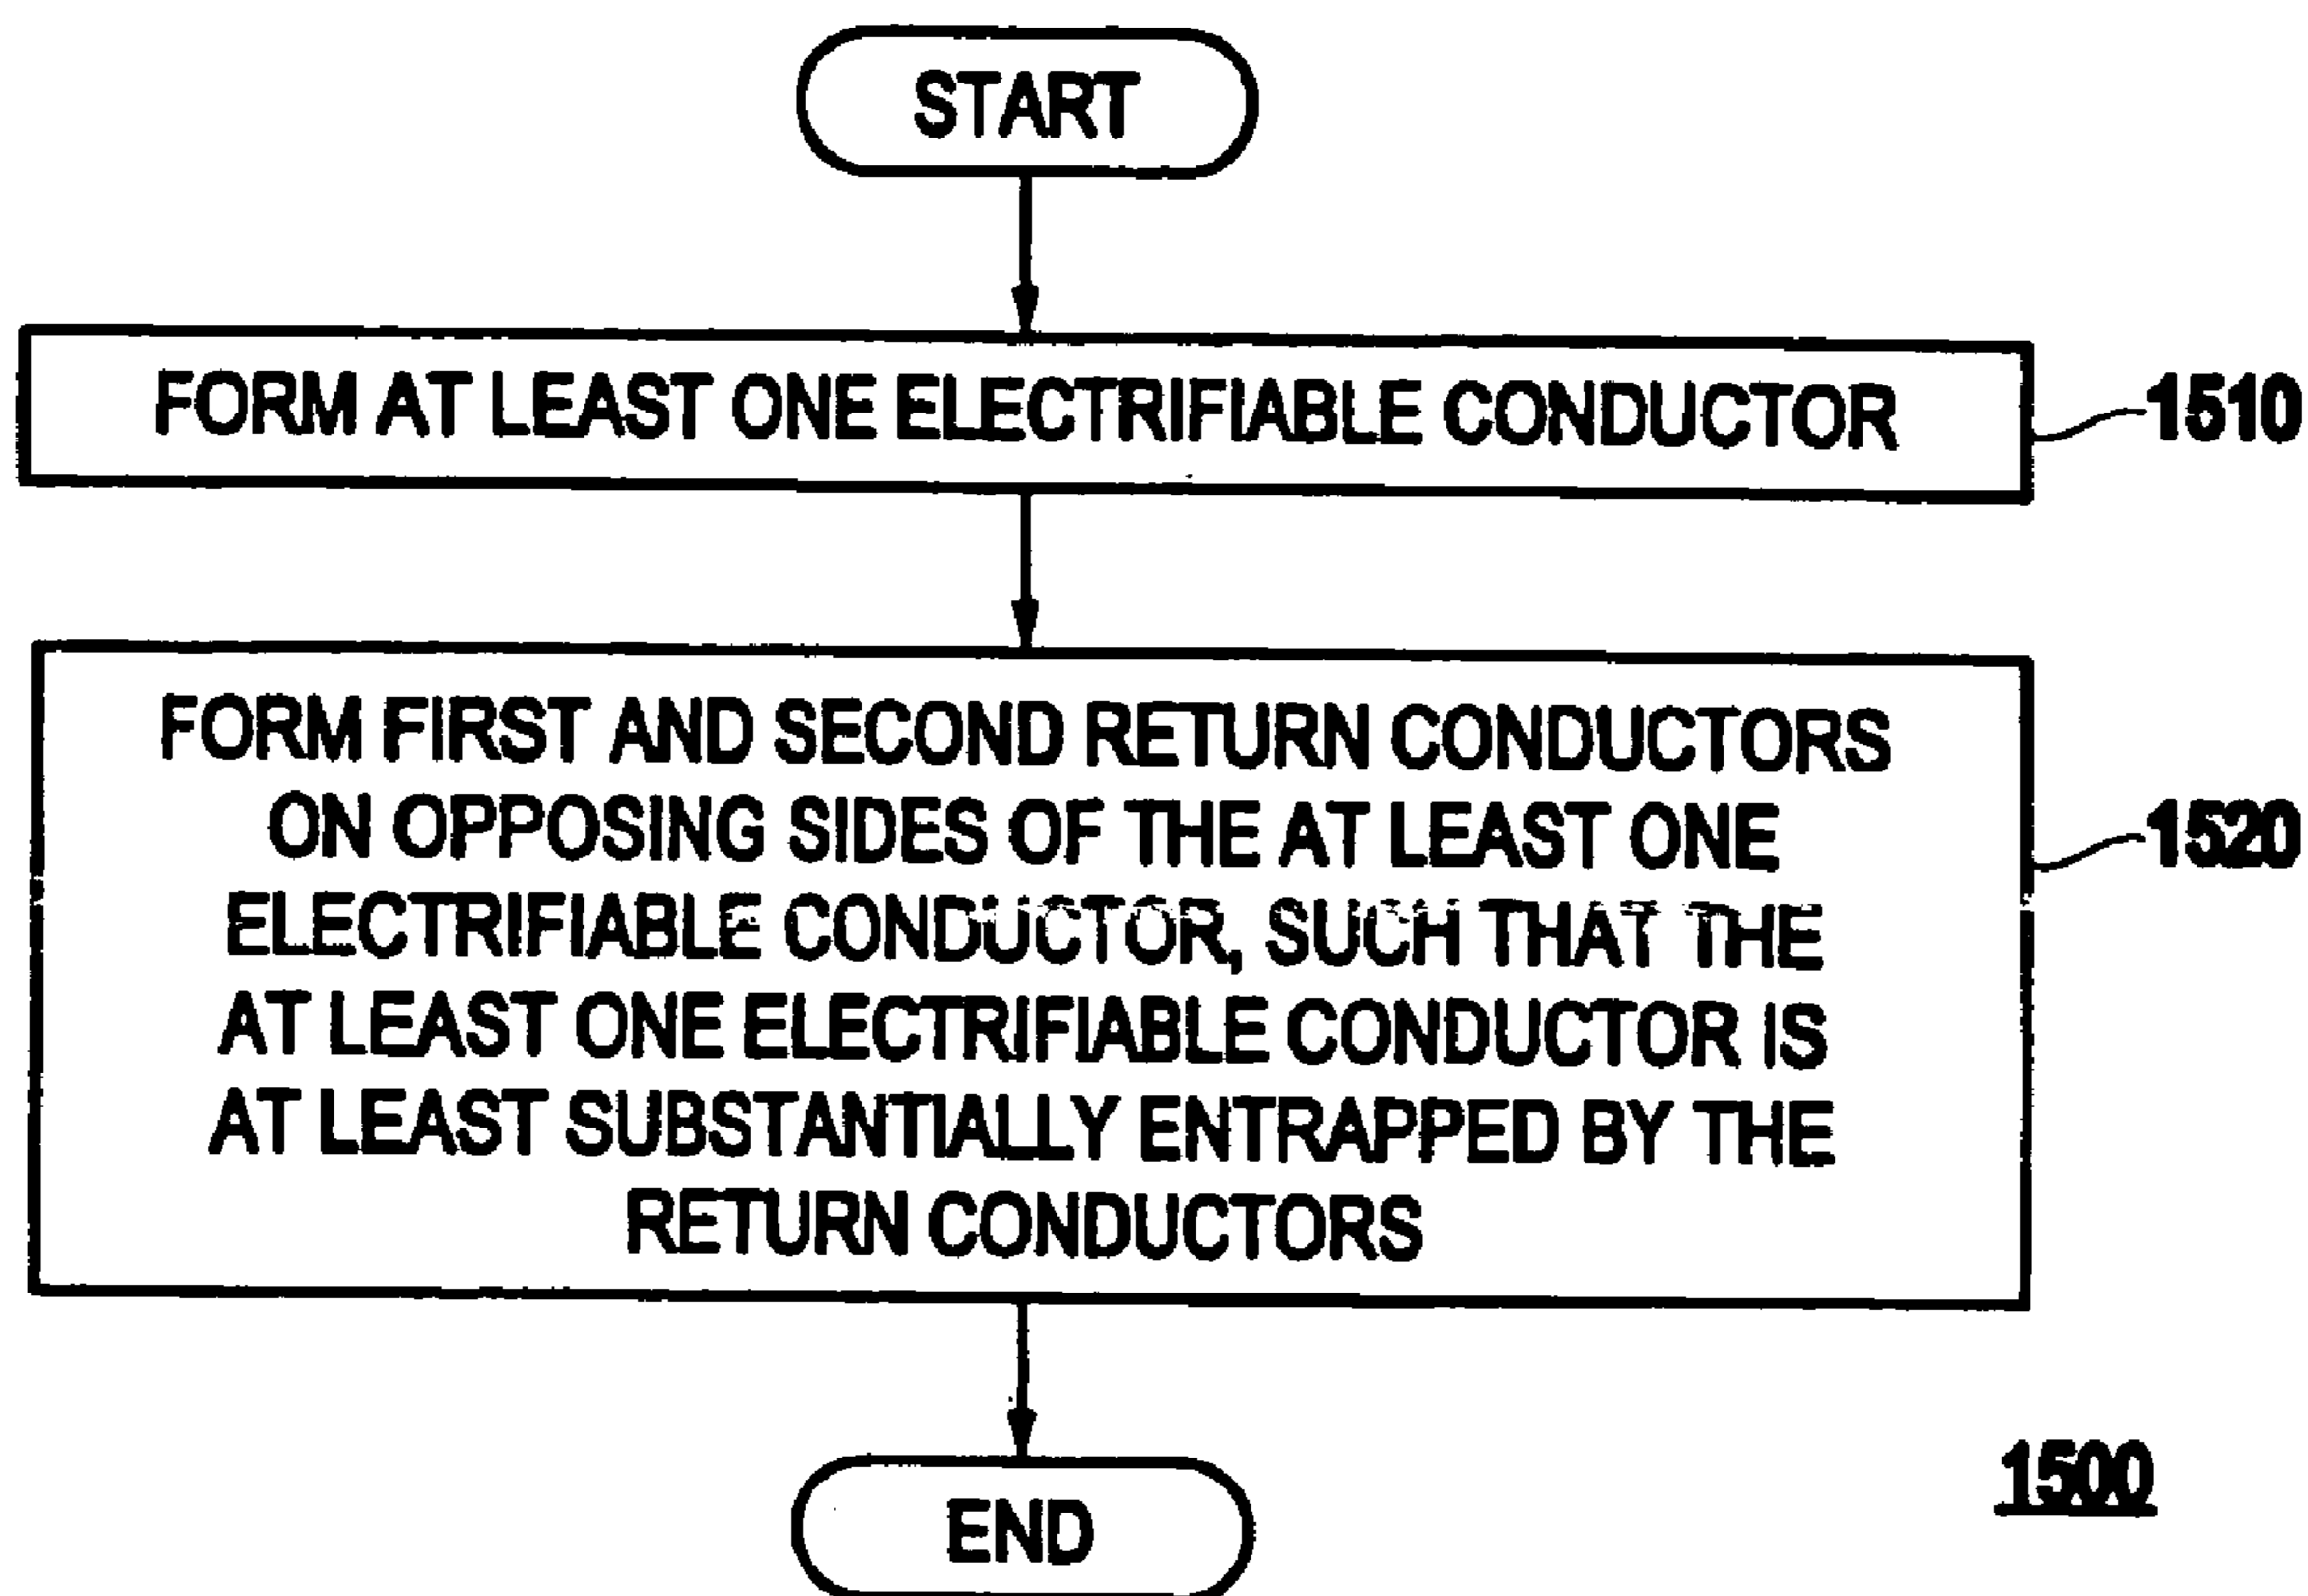 START
FORM AT LEAST ONE ELECTRIFIABLE CONDUCTOR
1510
FORM FIRST AND SECOND RETURN CONDUCTORS
ON OPPOSING SIDES OF THE AT LEAST ONE
ELECTRIFIABLE CONDUCTOR, SUCH THAT THE
AT LEAST ONE ELECTRIFIABLE CONDUCTOR IS
AT LEAST SUBSTANTIALLY ENTRAPPED BY THE
RETURN CONDUCTORS
1520
END
1500